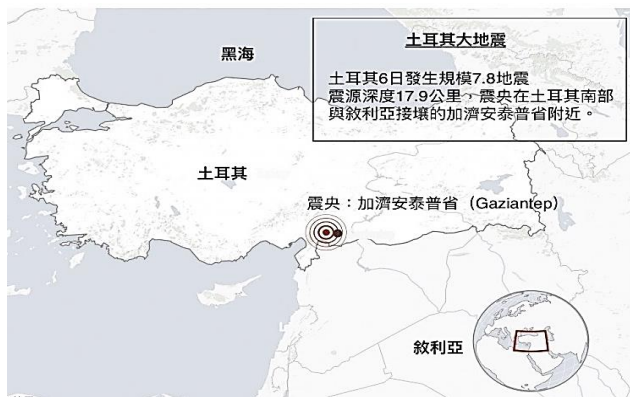 土耳其大地震
土耳其6日發生規模7.8地震
震源深度17.9公里，震央在土耳其南部
與敘利亞接壤的加濟安泰普省附近。
黑海
土耳其
震央：加濟安泰普省（Gaziantep）
敘利亞